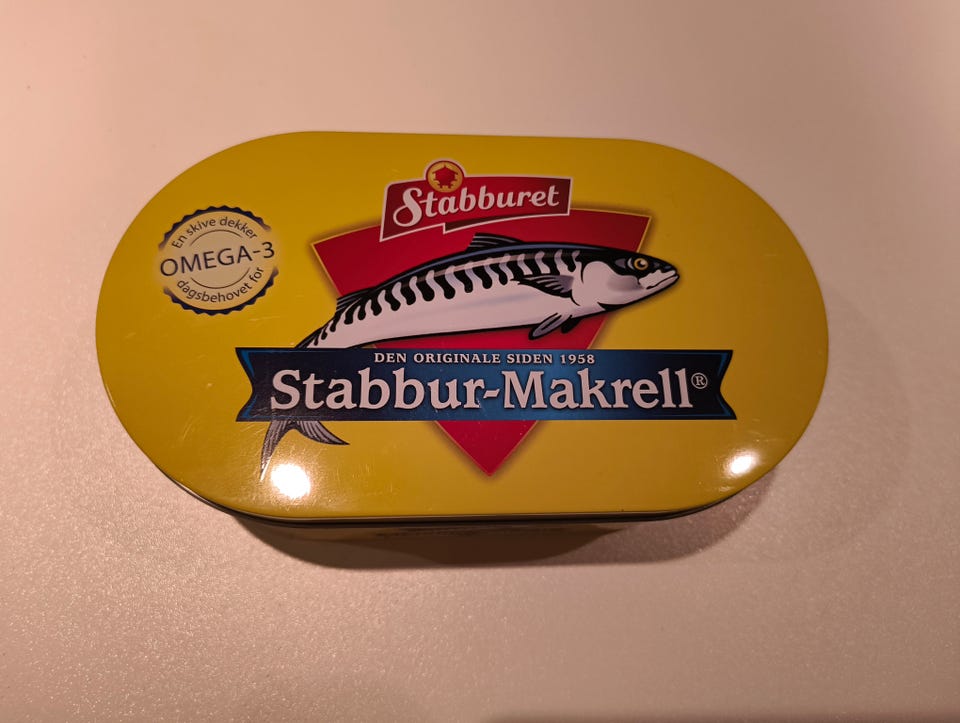 Stabburet
En skive dekker
OMEGA-3
dagsbehovet for
DEN ORIGINALE SIDEN 1958
Stabbur-Makrell®